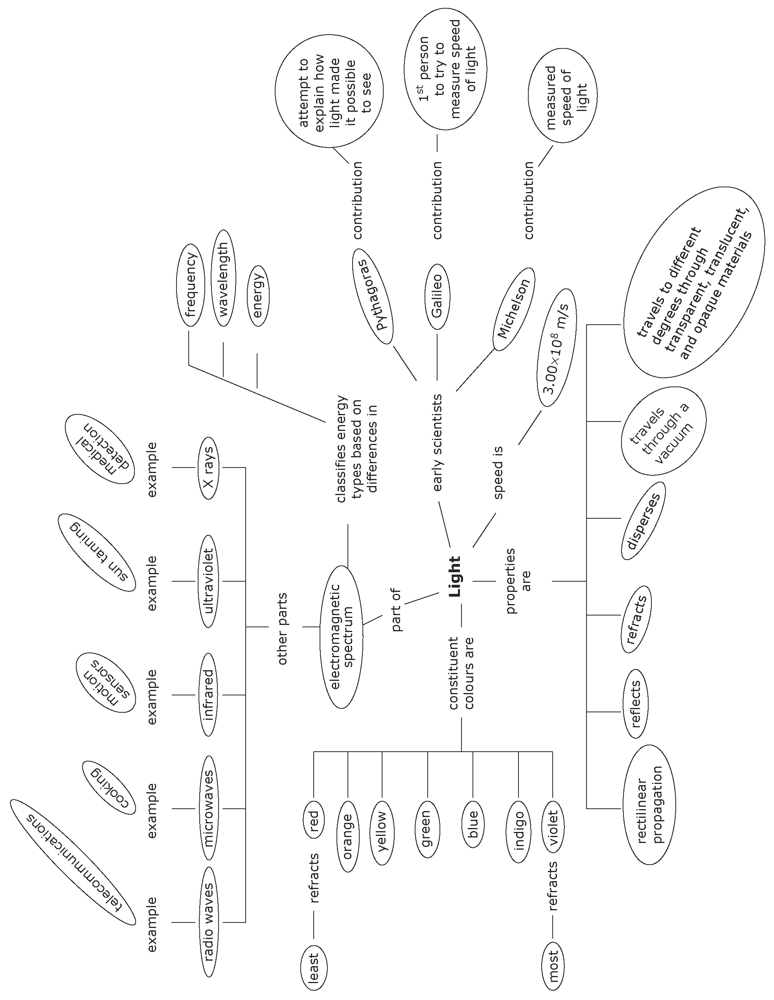 telecommunications
cooking
motion
sensors
sun tanning
medical
detection
example
example
example
example
example
radio waves
microwaves
infrared
ultraviolet
X rays
other parts
frequency
wavelength
energy
classifies energy
types based on
differences in
electromagnetic
spectrum
part of
attempt to
explain how
light made
it possible
to see
contribution
Pythagoras
1st person
to try to
measure speed
of light
contribution
Galileo
early scientists
measured
speed of
light
contribution
Michelson
Light
speed is
3.00×10⁸ m/s
constituent
colours are
red
refracts
least
orange
yellow
green
blue
indigo
violet
refracts
most
properties
are
rectilinear
propagation
reflects
refracts
disperses
travels
through a
vacuum
travels to different
degrees through
transparent, translucent,
and opaque materials